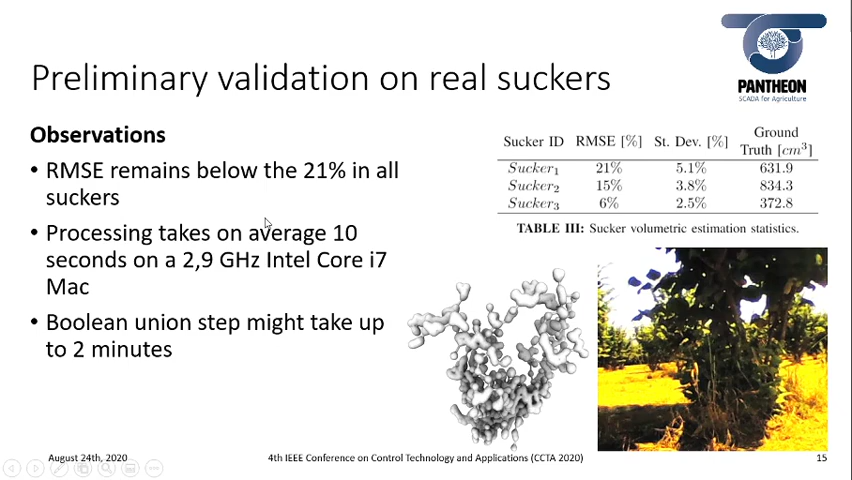 PANTHEON
SCADA for Agriculture
Preliminary validation on real suckers
Observations
• RMSE remains below the 21% in all
suckers
• Processing takes on average 10
seconds on a 2,9 GHz Intel Core i7
Mac
• Boolean union step might take up
to 2 minutes
Sucker ID RMSE [%] St. Dev. [%] Ground Truth [cm³]
Sucker₁ 21% 5.1% 631.9
Sucker₂ 15% 3.8% 834.3
Sucker₃ 6% 2.5% 372.8
TABLE III: Sucker volumetric estimation statistics.
August 24th, 2020 4th IEEE Conference on Control Technology and Applications (CCTA 2020) 15